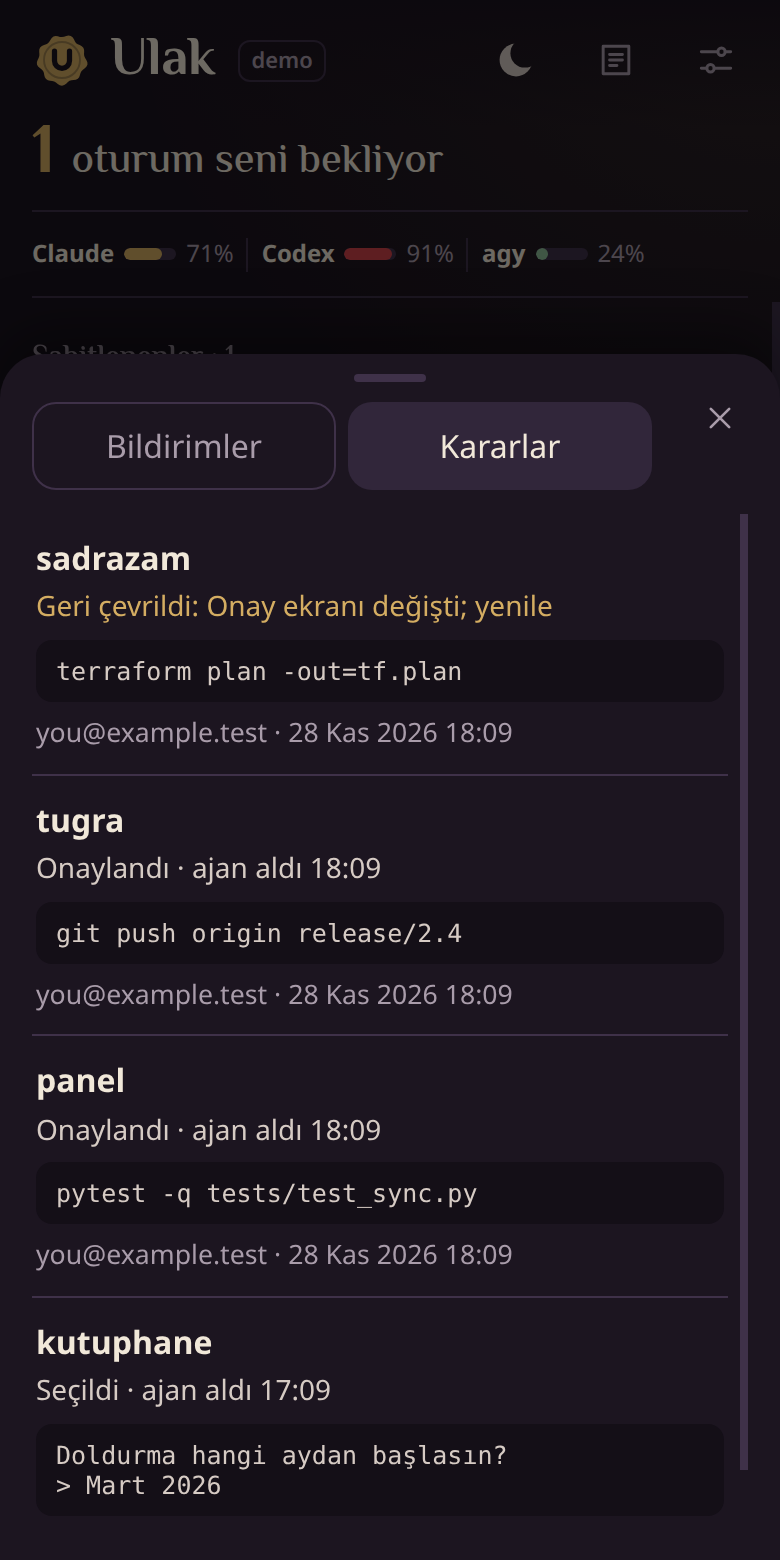 Ulak demo
1 oturum seni bekliyor
Claude 71% Codex 91% agy 24%
Sabitlenenler · 1
Bildirimler Kararlar
sadrazam
Geri çevrildi: Onay ekranı değişti; yenile
terraform plan -out=tf.plan
you@example.test · 28 Kas 2026 18:09
tugra
Onaylandı · ajan aldı 18:09
git push origin release/2.4
you@example.test · 28 Kas 2026 18:09
panel
Onaylandı · ajan aldı 18:09
pytest -q tests/test_sync.py
you@example.test · 28 Kas 2026 18:09
kutuphane
Seçildi · ajan aldı 17:09
Doldurma hangi aydan başlasın?
> Mart 2026